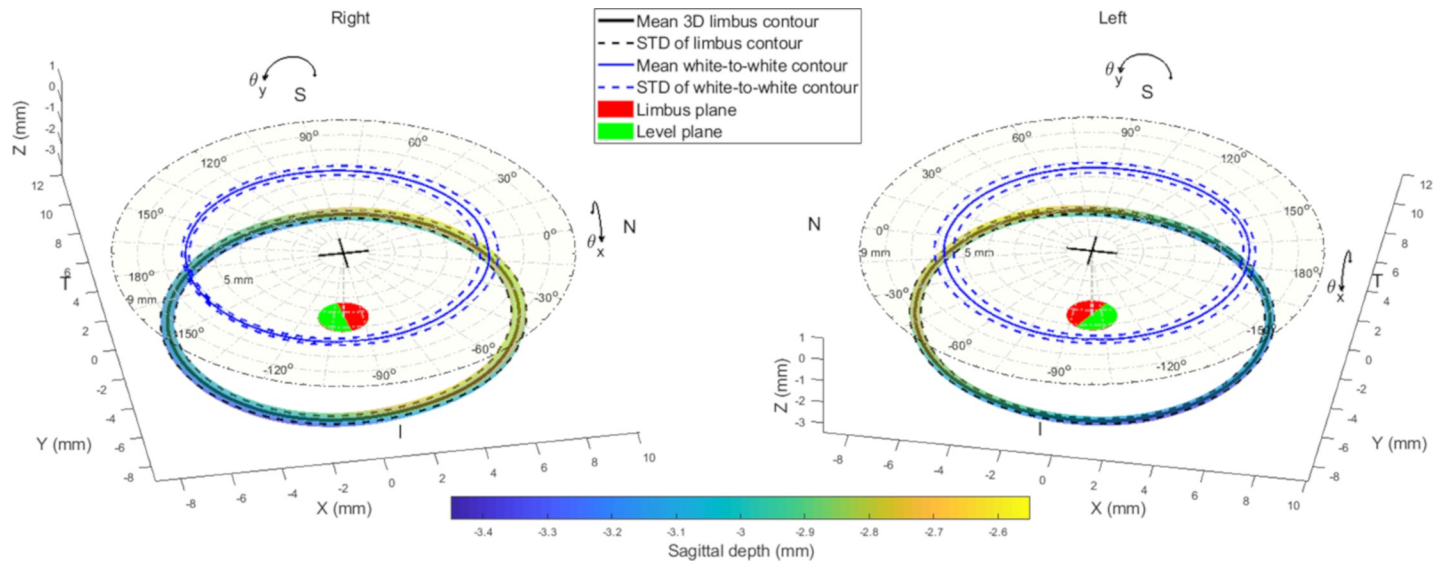 Right
Left
Mean 3D limbus contour
STD of limbus contour
Mean white-to-white contour
STD of white-to-white contour
Limbus plane
Level plane
θ
y
S
θ
y
S
1
0
-1
-2
-3
Z (mm)
90°
60°
120°
30°
150°
0°
180°
-30°
-150°
-60°
-120°
-90°
5 mm
9 mm
N
θ
x
T
I
12
10
8
6
4
2
0
-2
-4
-6
-8
Y (mm)
-8
-6
-4
-2
0
2
4
6
8
10
X (mm)
90°
60°
120°
30°
150°
0°
180°
-30°
-150°
-60°
-120°
-90°
9 mm
5 mm
N
θ
x
T
I
1
0
-1
-2
-3
Z (mm)
12
10
8
6
4
2
0
-2
-4
-6
-8
Y (mm)
-8
-6
-4
-2
0
2
4
6
8
10
X (mm)
-3.4
-3.3
-3.2
-3.1
-3
-2.9
-2.8
-2.7
-2.6
Sagittal depth (mm)